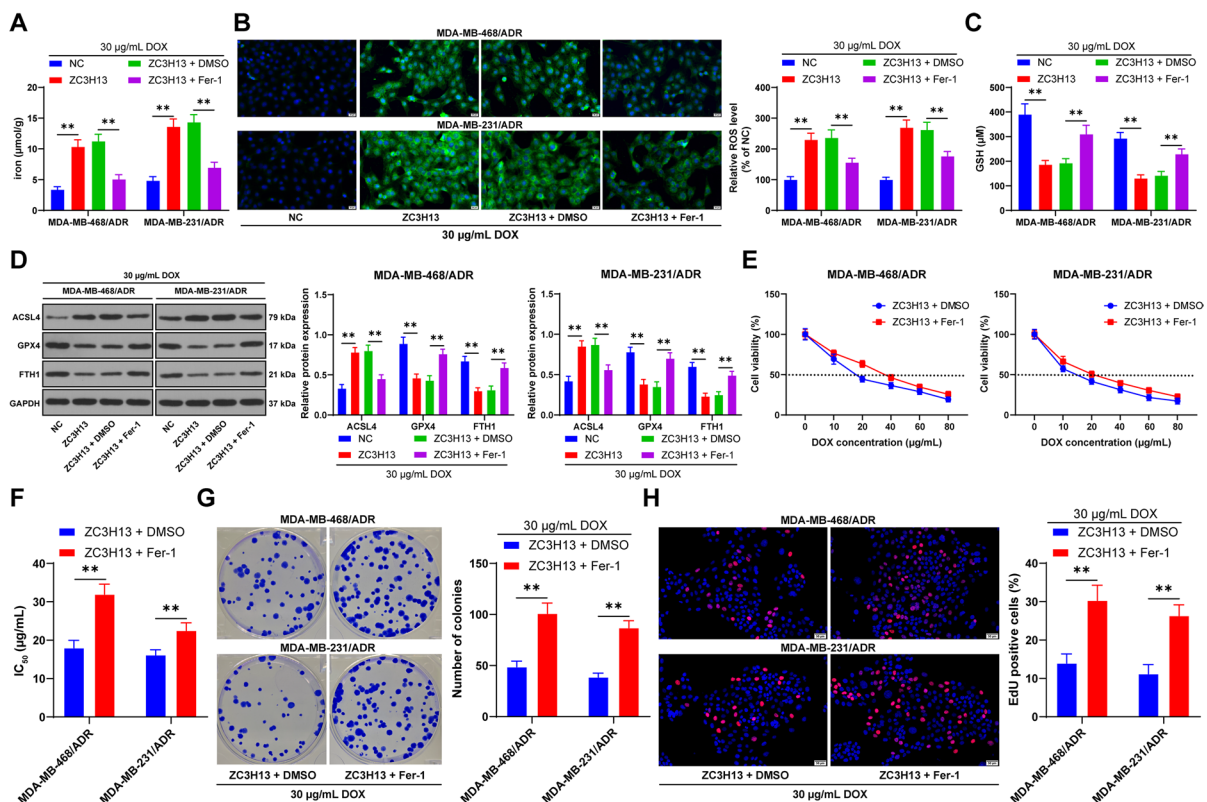 A
30 μg/mL DOX
NC
ZC3H13 + DMSO
ZC3H13
ZC3H13 + Fer-1
iron (μmol/g)
20
15
10
5
0
** ** ** **
MDA-MB-468/ADR MDA-MB-231/ADR
B
MDA-MB-468/ADR
MDA-MB-231/ADR
NC ZC3H13 ZC3H13 + DMSO ZC3H13 + Fer-1
30 μg/mL DOX
30 μg/mL DOX
NC
ZC3H13 + DMSO
ZC3H13
ZC3H13 + Fer-1
Relative ROS level
(% of NC)
400
300
200
100
0
** ** ** **
MDA-MB-468/ADR MDA-MB-231/ADR
C
30 μg/mL DOX
NC
ZC3H13 + DMSO
ZC3H13
ZC3H13 + Fer-1
GSH (μM)
500
400
300
200
100
0
** ** ** **
MDA-MB-468/ADR MDA-MB-231/ADR
D
30 μg/mL DOX
MDA-MB-468/ADR MDA-MB-231/ADR
ACSL4 79 kDa
GPX4 17 kDa
FTH1 21 kDa
GAPDH 37 kDa
NC ZC3H13 ZC3H13 + DMSO ZC3H13 + Fer-1 NC ZC3H13 ZC3H13 + DMSO ZC3H13 + Fer-1
MDA-MB-468/ADR
Relative protein expression
1.5
1.0
0.5
0.0
** ** ** ** ** **
ACSL4 GPX4 FTH1
NC
ZC3H13 + DMSO
ZC3H13
ZC3H13 + Fer-1
30 μg/mL DOX
MDA-MB-231/ADR
Relative protein expression
1.5
1.0
0.5
0.0
** ** ** ** ** **
ACSL4 GPX4 FTH1
NC
ZC3H13 + DMSO
ZC3H13
ZC3H13 + Fer-1
30 μg/mL DOX
E
MDA-MB-468/ADR
ZC3H13 + DMSO
ZC3H13 + Fer-1
Cell viability (%)
150
100
50
0
0 10 20 40 60 80
DOX concentration (μg/mL)
MDA-MB-231/ADR
ZC3H13 + DMSO
ZC3H13 + Fer-1
Cell viability (%)
150
100
50
0
0 10 20 40 60 80
DOX concentration (μg/mL)
F
ZC3H13 + DMSO
ZC3H13 + Fer-1
IC50 (μg/mL)
40
30
20
10
0
** **
MDA-MB-468/ADR MDA-MB-231/ADR
G
MDA-MB-468/ADR
MDA-MB-231/ADR
ZC3H13 + DMSO ZC3H13 + Fer-1
30 μg/mL DOX
30 μg/mL DOX
ZC3H13 + DMSO
ZC3H13 + Fer-1
Number of colonies
150
100
50
0
** **
MDA-MB-468/ADR MDA-MB-231/ADR
H
MDA-MB-468/ADR
MDA-MB-231/ADR
ZC3H13 + DMSO ZC3H13 + Fer-1
30 μg/mL DOX
30 μg/mL DOX
ZC3H13 + DMSO
ZC3H13 + Fer-1
EdU positive cells (%)
40
30
20
10
0
** **
MDA-MB-468/ADR MDA-MB-231/ADR